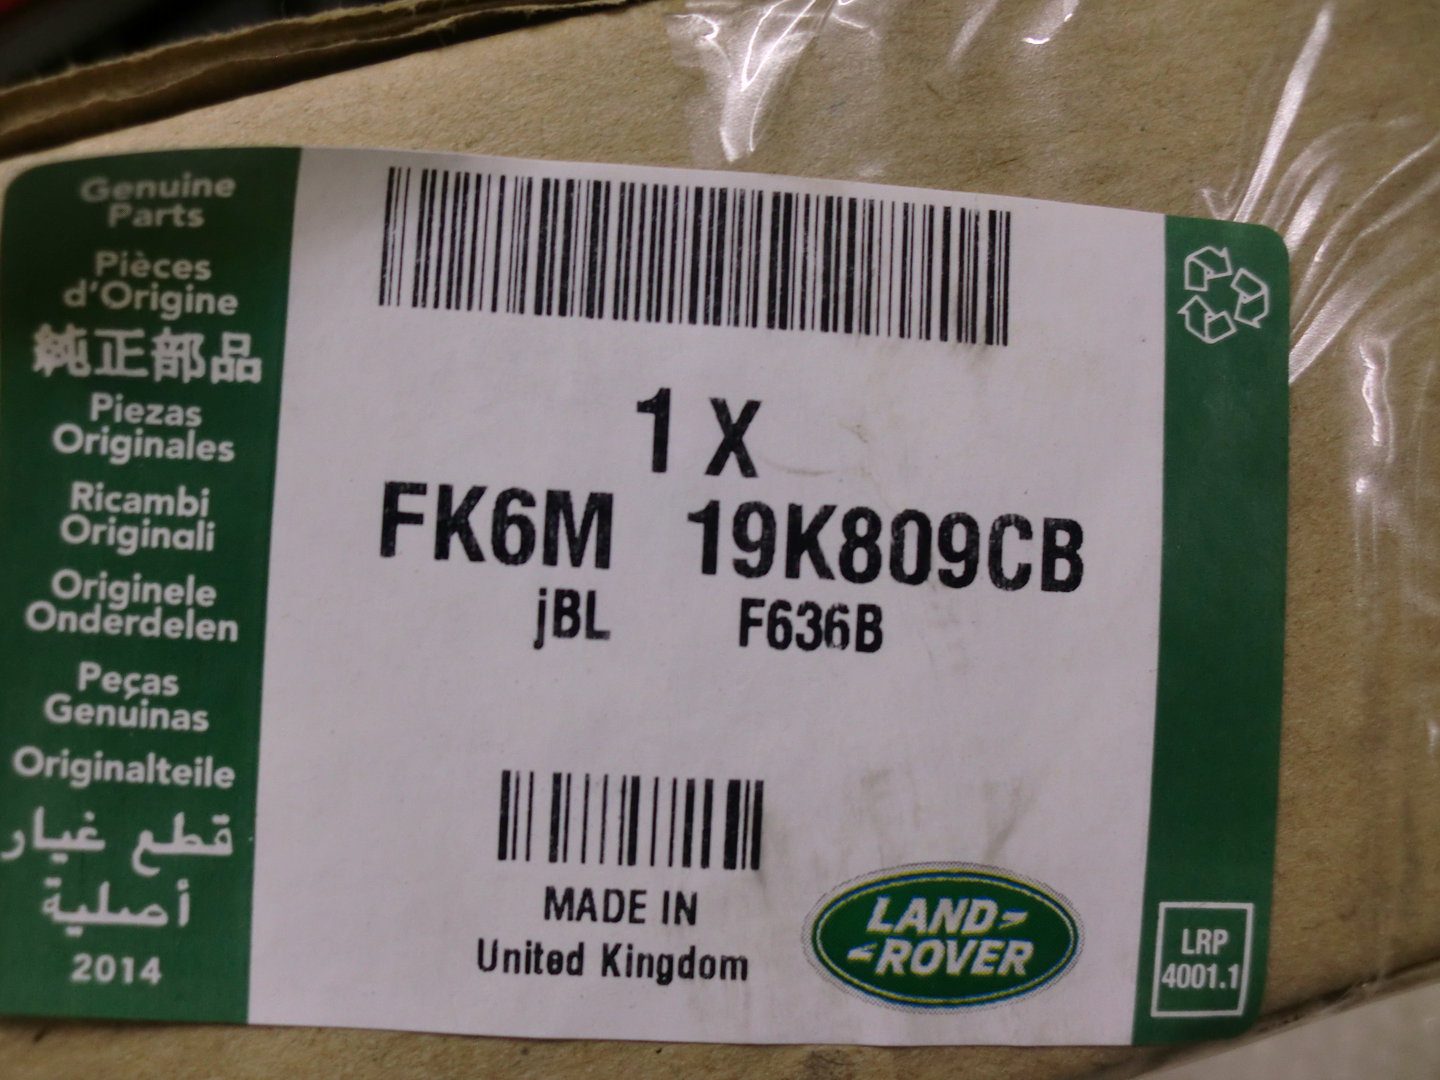 Genuine
Parts
Pièces
d'Origine
純正部品
Piezas
Originales
Ricambi
Originali
Originele
Onderdelen
Peças
Genuinas
Originalteile
قطع غيار
أصلية
2014
1 X
FK6M 19K809CB
jBL F636B
MADE IN
United Kingdom
LAND
ROVER
LRP
4001.1